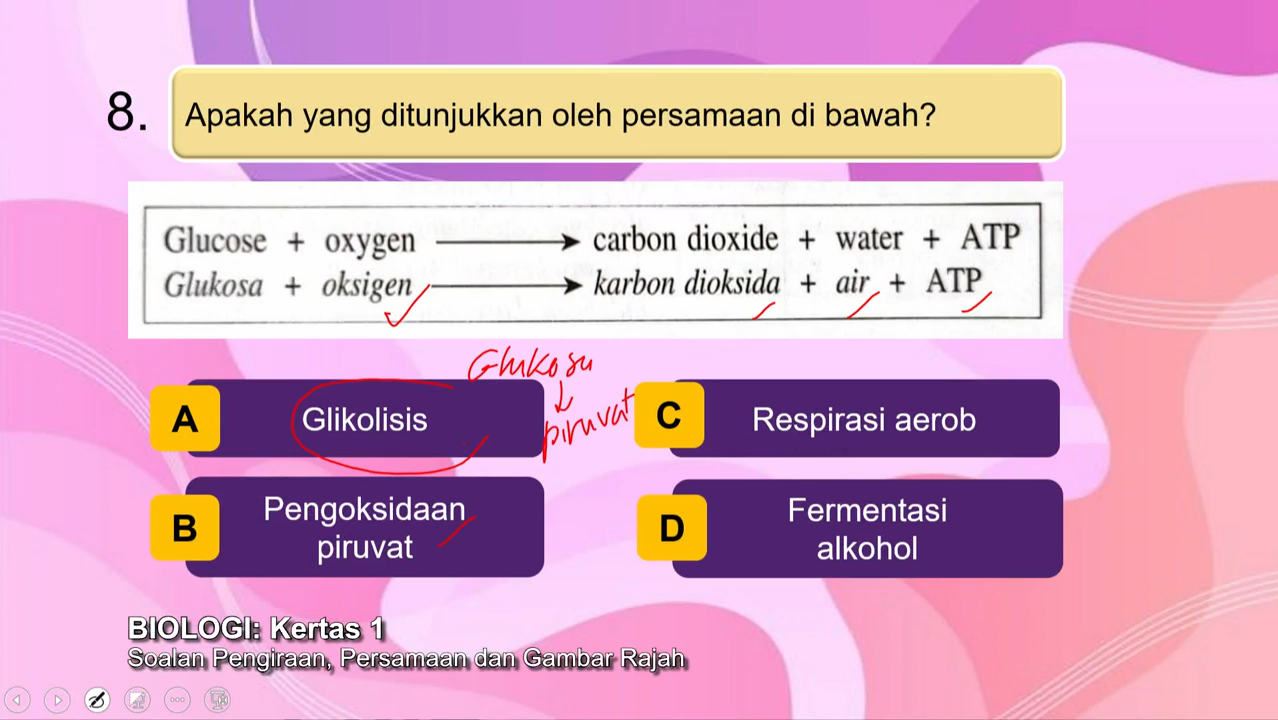 8.
Apakah yang ditunjukkan oleh persamaan di bawah?
Glucose + oxygen ⟶ carbon dioxide + water + ATP
Glukosa + oksigen ⟶ karbon dioksida + air + ATP
Glukosa
↓
piruvat
A
Glikolisis
B
Pengoksidaan
piruvat
C
Respirasi aerob
D
Fermentasi
alkohol
BIOLOGI: Kertas 1
Soalan Pengiraan, Persamaan dan Gambar Rajah